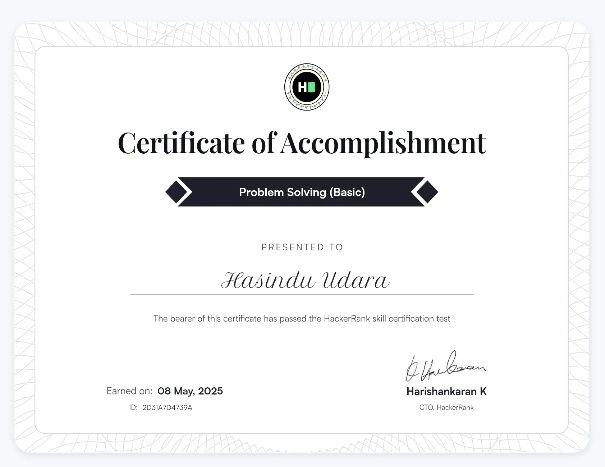 H
Certificate of Accomplishment
Problem Solving (Basic)
PRESENTED TO
Hasindu Udara
The bearer of this certificate has passed the HackerRank skill certification test
Earned on: 08 May, 2025
ID: 2D31A7D4739A
Harishankaran K
CTO, HackerRank